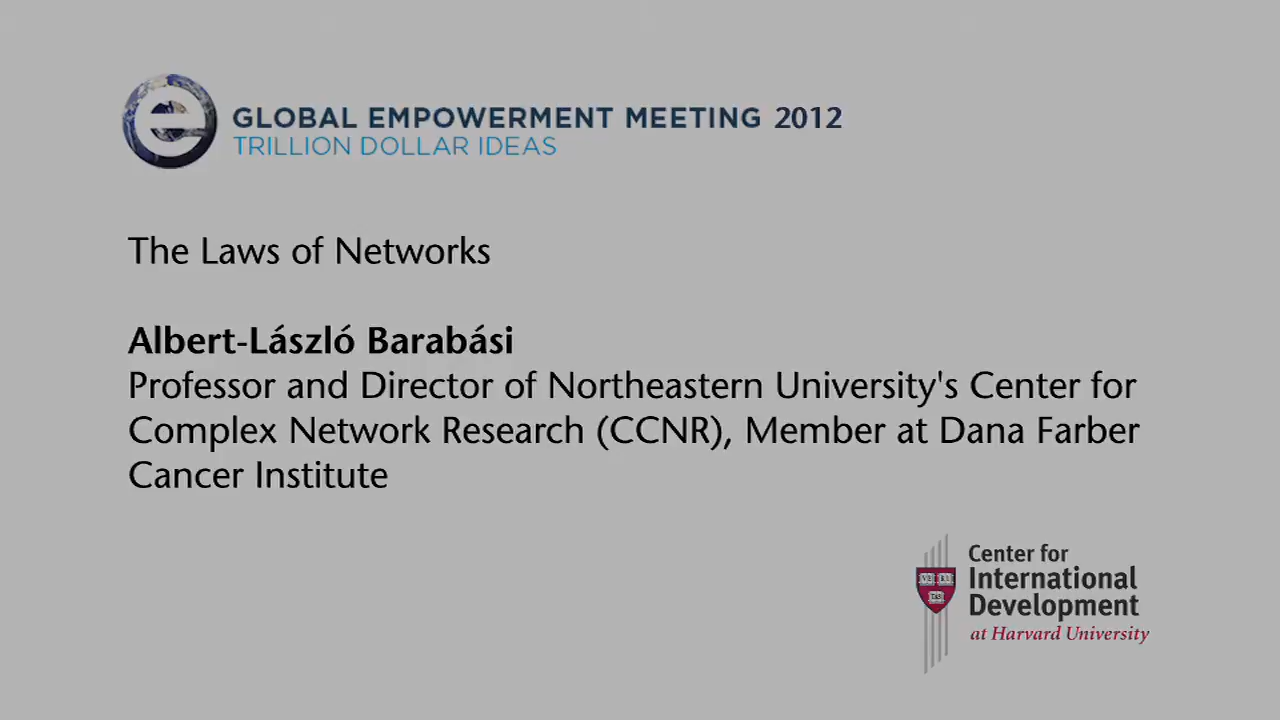 GLOBAL EMPOWERMENT MEETING 2012
TRILLION DOLLAR IDEAS
The Laws of Networks
Albert-László Barabási
Professor and Director of Northeastern University's Center for
Complex Network Research (CCNR), Member at Dana Farber
Cancer Institute
Center for
International
Development
at Harvard University